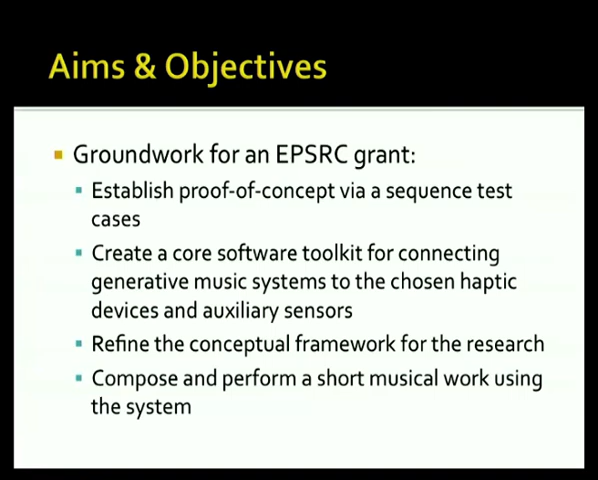 Aims & Objectives
Groundwork for an EPSRC grant:
Establish proof-of-concept via a sequence test
cases
Create a core software toolkit for connecting
generative music systems to the chosen haptic
devices and auxiliary sensors
Refine the conceptual framework for the research
Compose and perform a short musical work using
the system